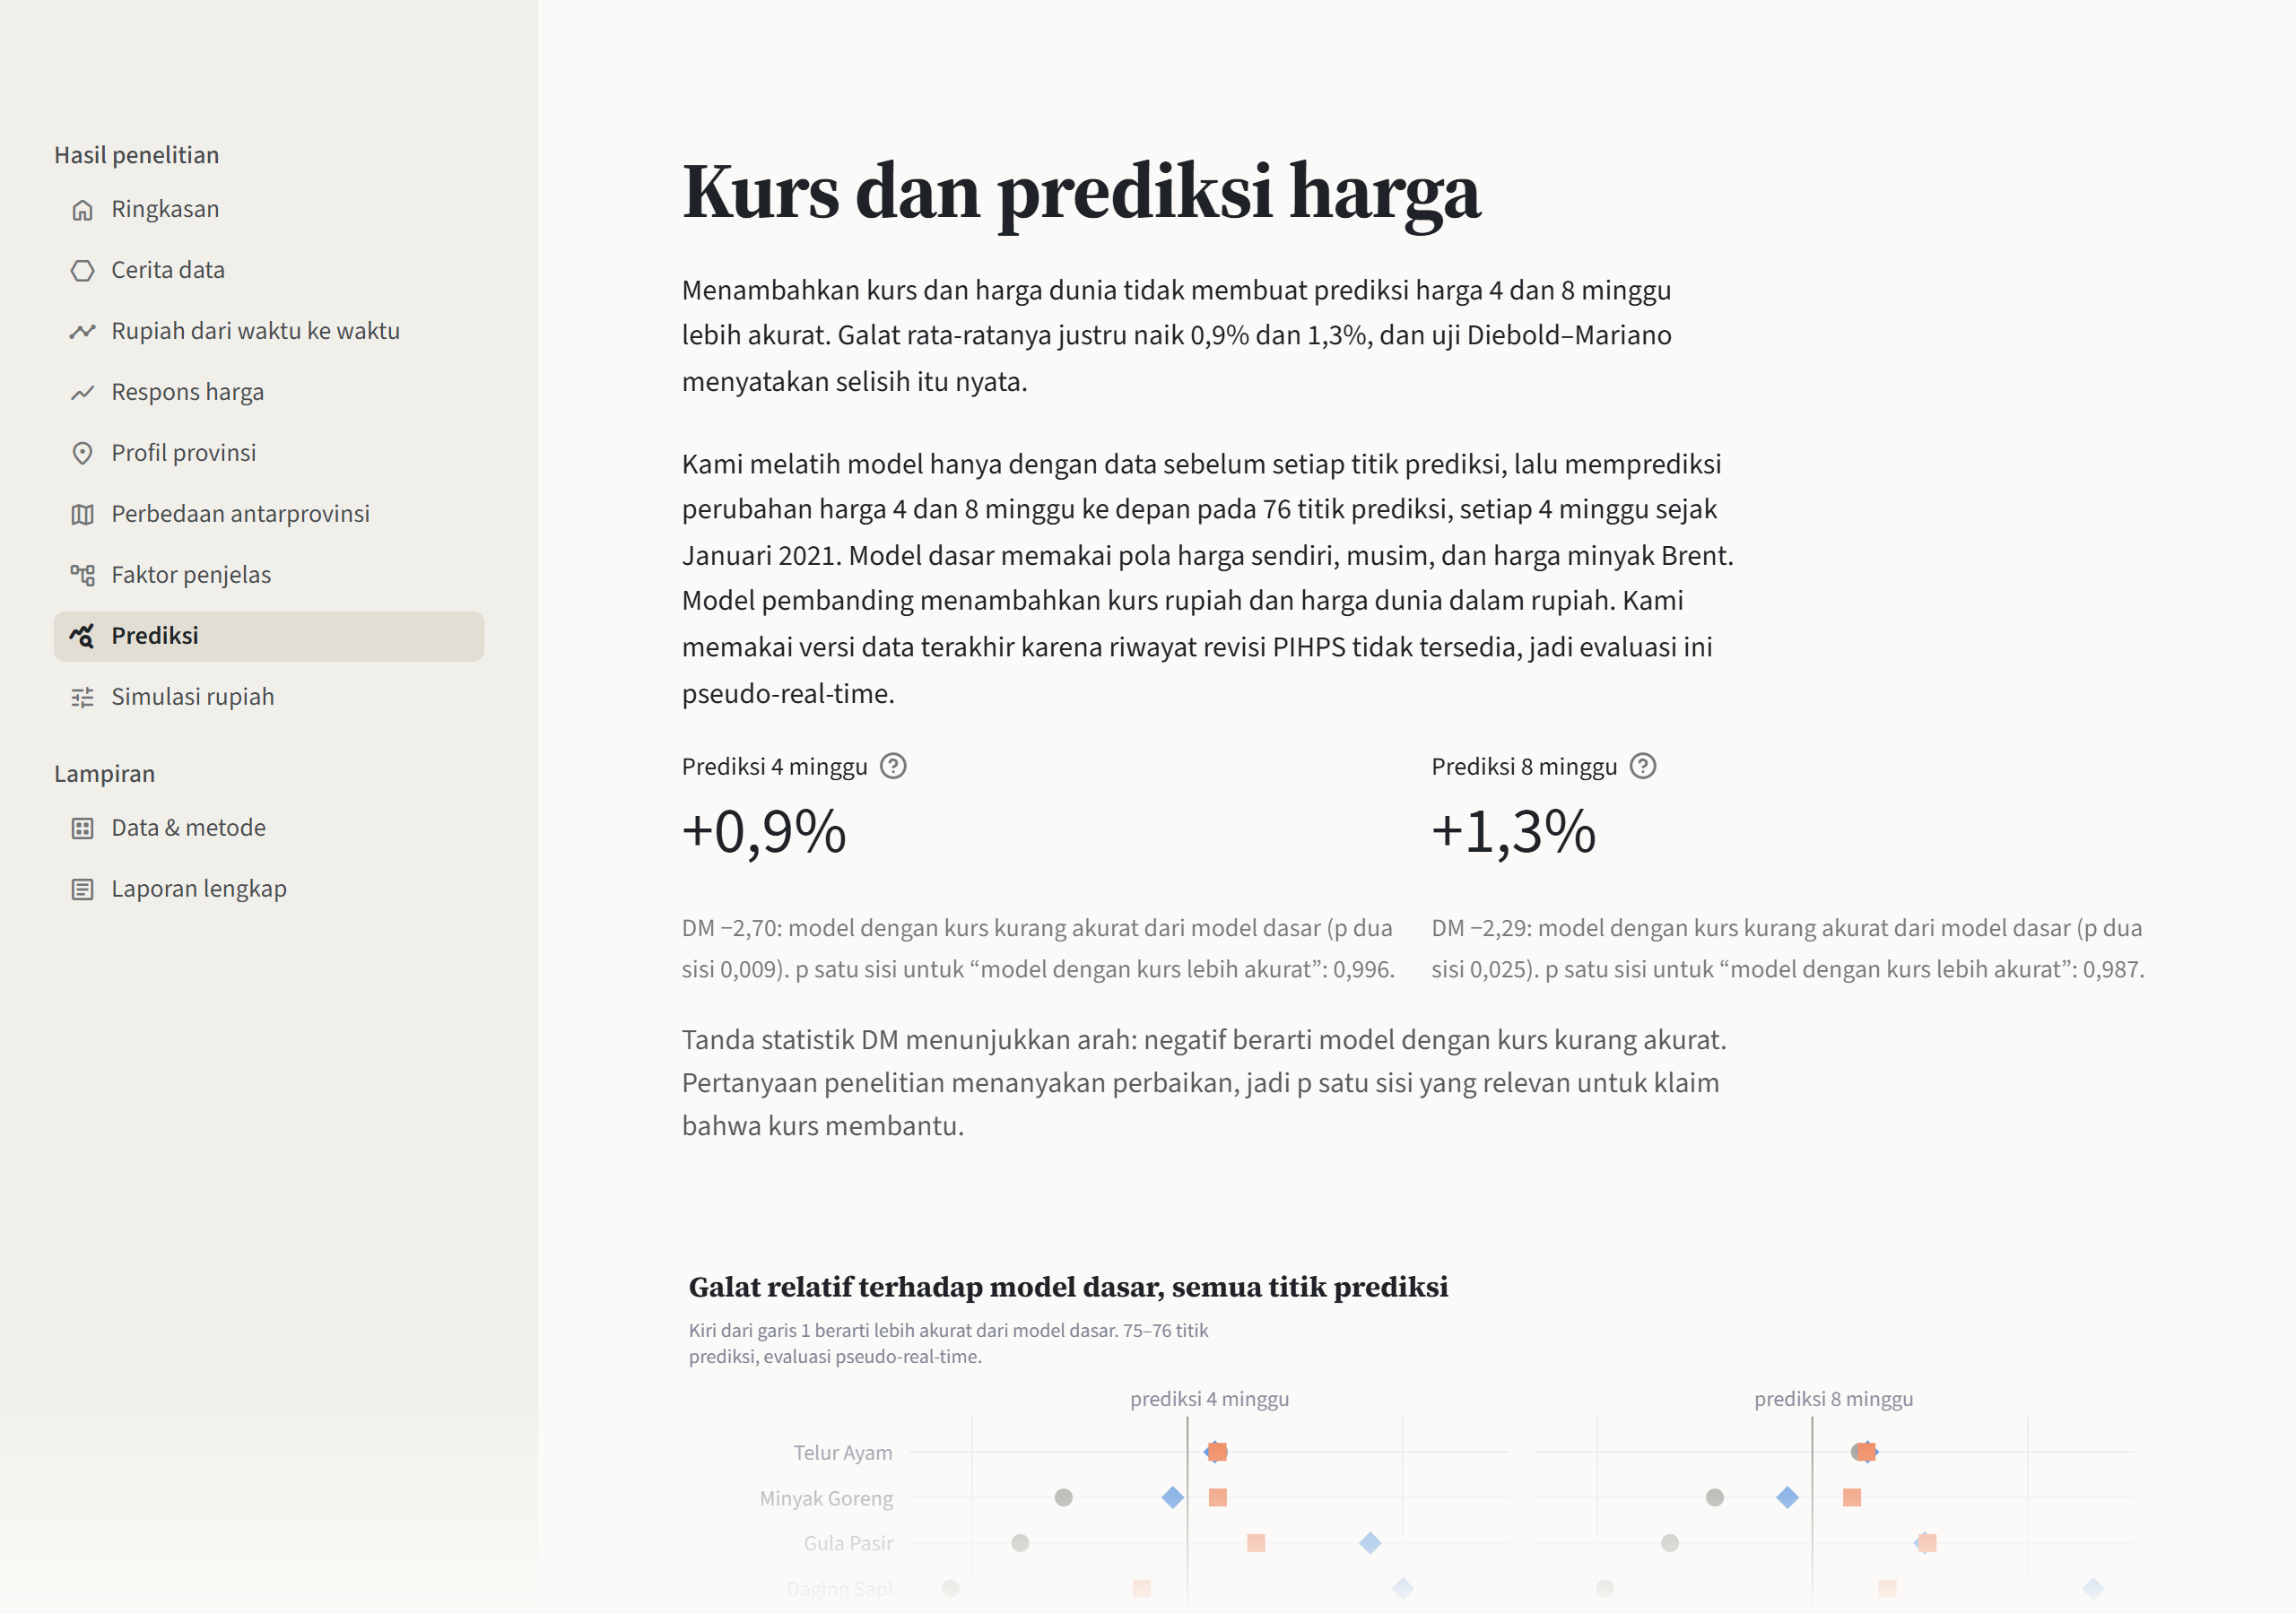 Hasil penelitian
Ringkasan
Cerita data
Rupiah dari waktu ke waktu
Respons harga
Profil provinsi
Perbedaan antarprovinsi
Faktor penjelas
Prediksi
Simulasi rupiah
Lampiran
Data & metode
Laporan lengkap
Kurs dan prediksi harga
Menambahkan kurs dan harga dunia tidak membuat prediksi harga 4 dan 8 minggu
lebih akurat. Galat rata-ratanya justru naik 0,9% dan 1,3%, dan uji Diebold–Mariano
menyatakan selisih itu nyata.
Kami melatih model hanya dengan data sebelum setiap titik prediksi, lalu memprediksi
perubahan harga 4 dan 8 minggu ke depan pada 76 titik prediksi, setiap 4 minggu sejak
Januari 2021. Model dasar memakai pola harga sendiri, musim, dan harga minyak Brent.
Model pembanding menambahkan kurs rupiah dan harga dunia dalam rupiah. Kami
memakai versi data terakhir karena riwayat revisi PIHPS tidak tersedia, jadi evaluasi ini
pseudo-real-time.
Prediksi 4 minggu
+0,9%
DM −2,70: model dengan kurs kurang akurat dari model dasar (p dua
sisi 0,009). p satu sisi untuk “model dengan kurs lebih akurat”: 0,996.
Prediksi 8 minggu
+1,3%
DM −2,29: model dengan kurs kurang akurat dari model dasar (p dua
sisi 0,025). p satu sisi untuk “model dengan kurs lebih akurat”: 0,987.
Tanda statistik DM menunjukkan arah: negatif berarti model dengan kurs kurang akurat.
Pertanyaan penelitian menanyakan perbaikan, jadi p satu sisi yang relevan untuk klaim
bahwa kurs membantu.
Galat relatif terhadap model dasar, semua titik prediksi
Kiri dari garis 1 berarti lebih akurat dari model dasar. 75–76 titik
prediksi, evaluasi pseudo-real-time.
prediksi 4 minggu
prediksi 8 minggu
Telur Ayam
Minyak Goreng
Gula Pasir
Daging Sapi